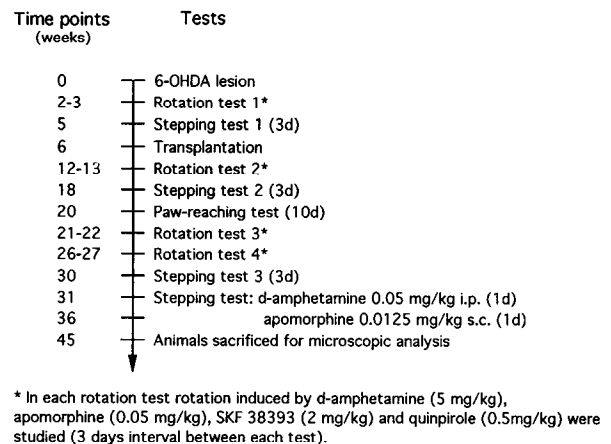 Time points Tests
(weeks)
0 6-OHDA lesion
2-3 Rotation test 1*
5 Stepping test 1 (3d)
6 Transplantation
12-13 Rotation test 2*
18 Stepping test 2 (3d)
20 Paw-reaching test (10d)
21-22 Rotation test 3*
26-27 Rotation test 4*
30 Stepping test 3 (3d)
31 Stepping test: d-amphetamine 0.05 mg/kg i.p. (1d)
36 apomorphine 0.0125 mg/kg s.c. (1d)
45 Animals sacrificed for microscopic analysis
* In each rotation test rotation induced by d-amphetamine (5 mg/kg),
apomorphine (0.05 mg/kg), SKF 38393 (2 mg/kg) and quinpirole (0.5mg/kg) were
studied (3 days interval between each test).